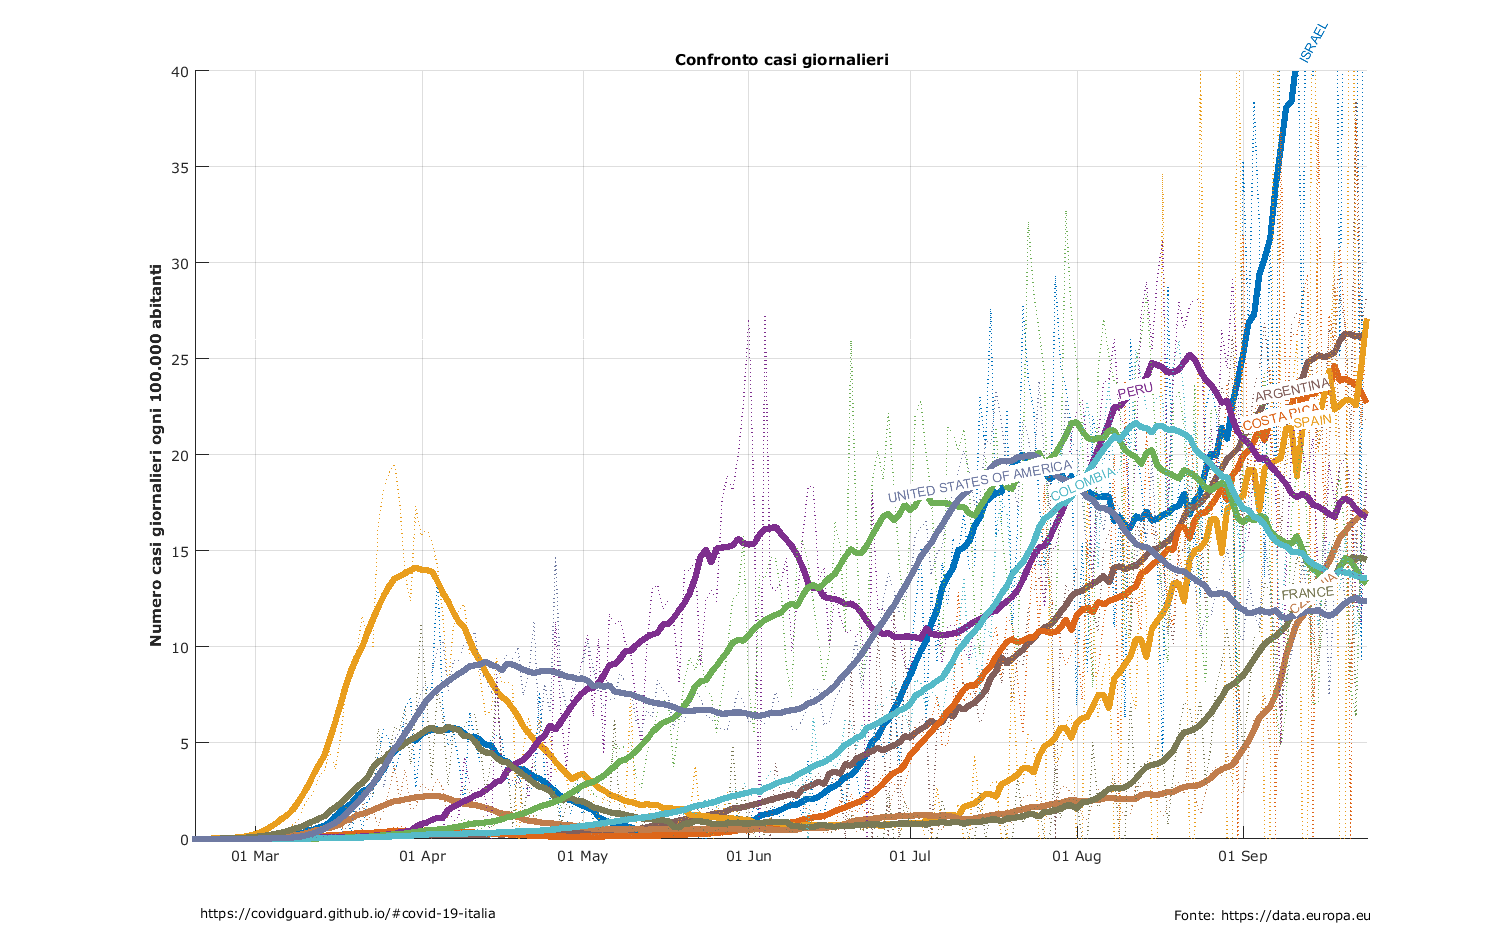 Confronto casi giornalieri
ISRAEL
40
35
30
25
20
15
10
5
0
Numero casi giornalieri ogni 100.000 abitanti
PERU
ARGENTINA
COSTA RICA
SPAIN
UNITED STATES OF AMERICA
COLOMBIA
FRANCE
01 Mar
01 Apr
01 May
01 Jun
01 Jul
01 Aug
01 Sep
https://covidguard.github.io/#covid-19-italia
Fonte: https://data.europa.eu